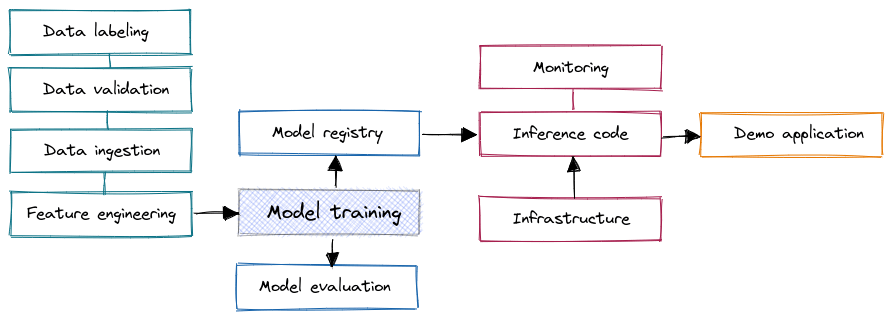 Data labeling
Data validation
Data ingestion
Feature engineering
Model registry
Model training
Model evaluation
Monitoring
Inference code
Infrastructure
Demo application